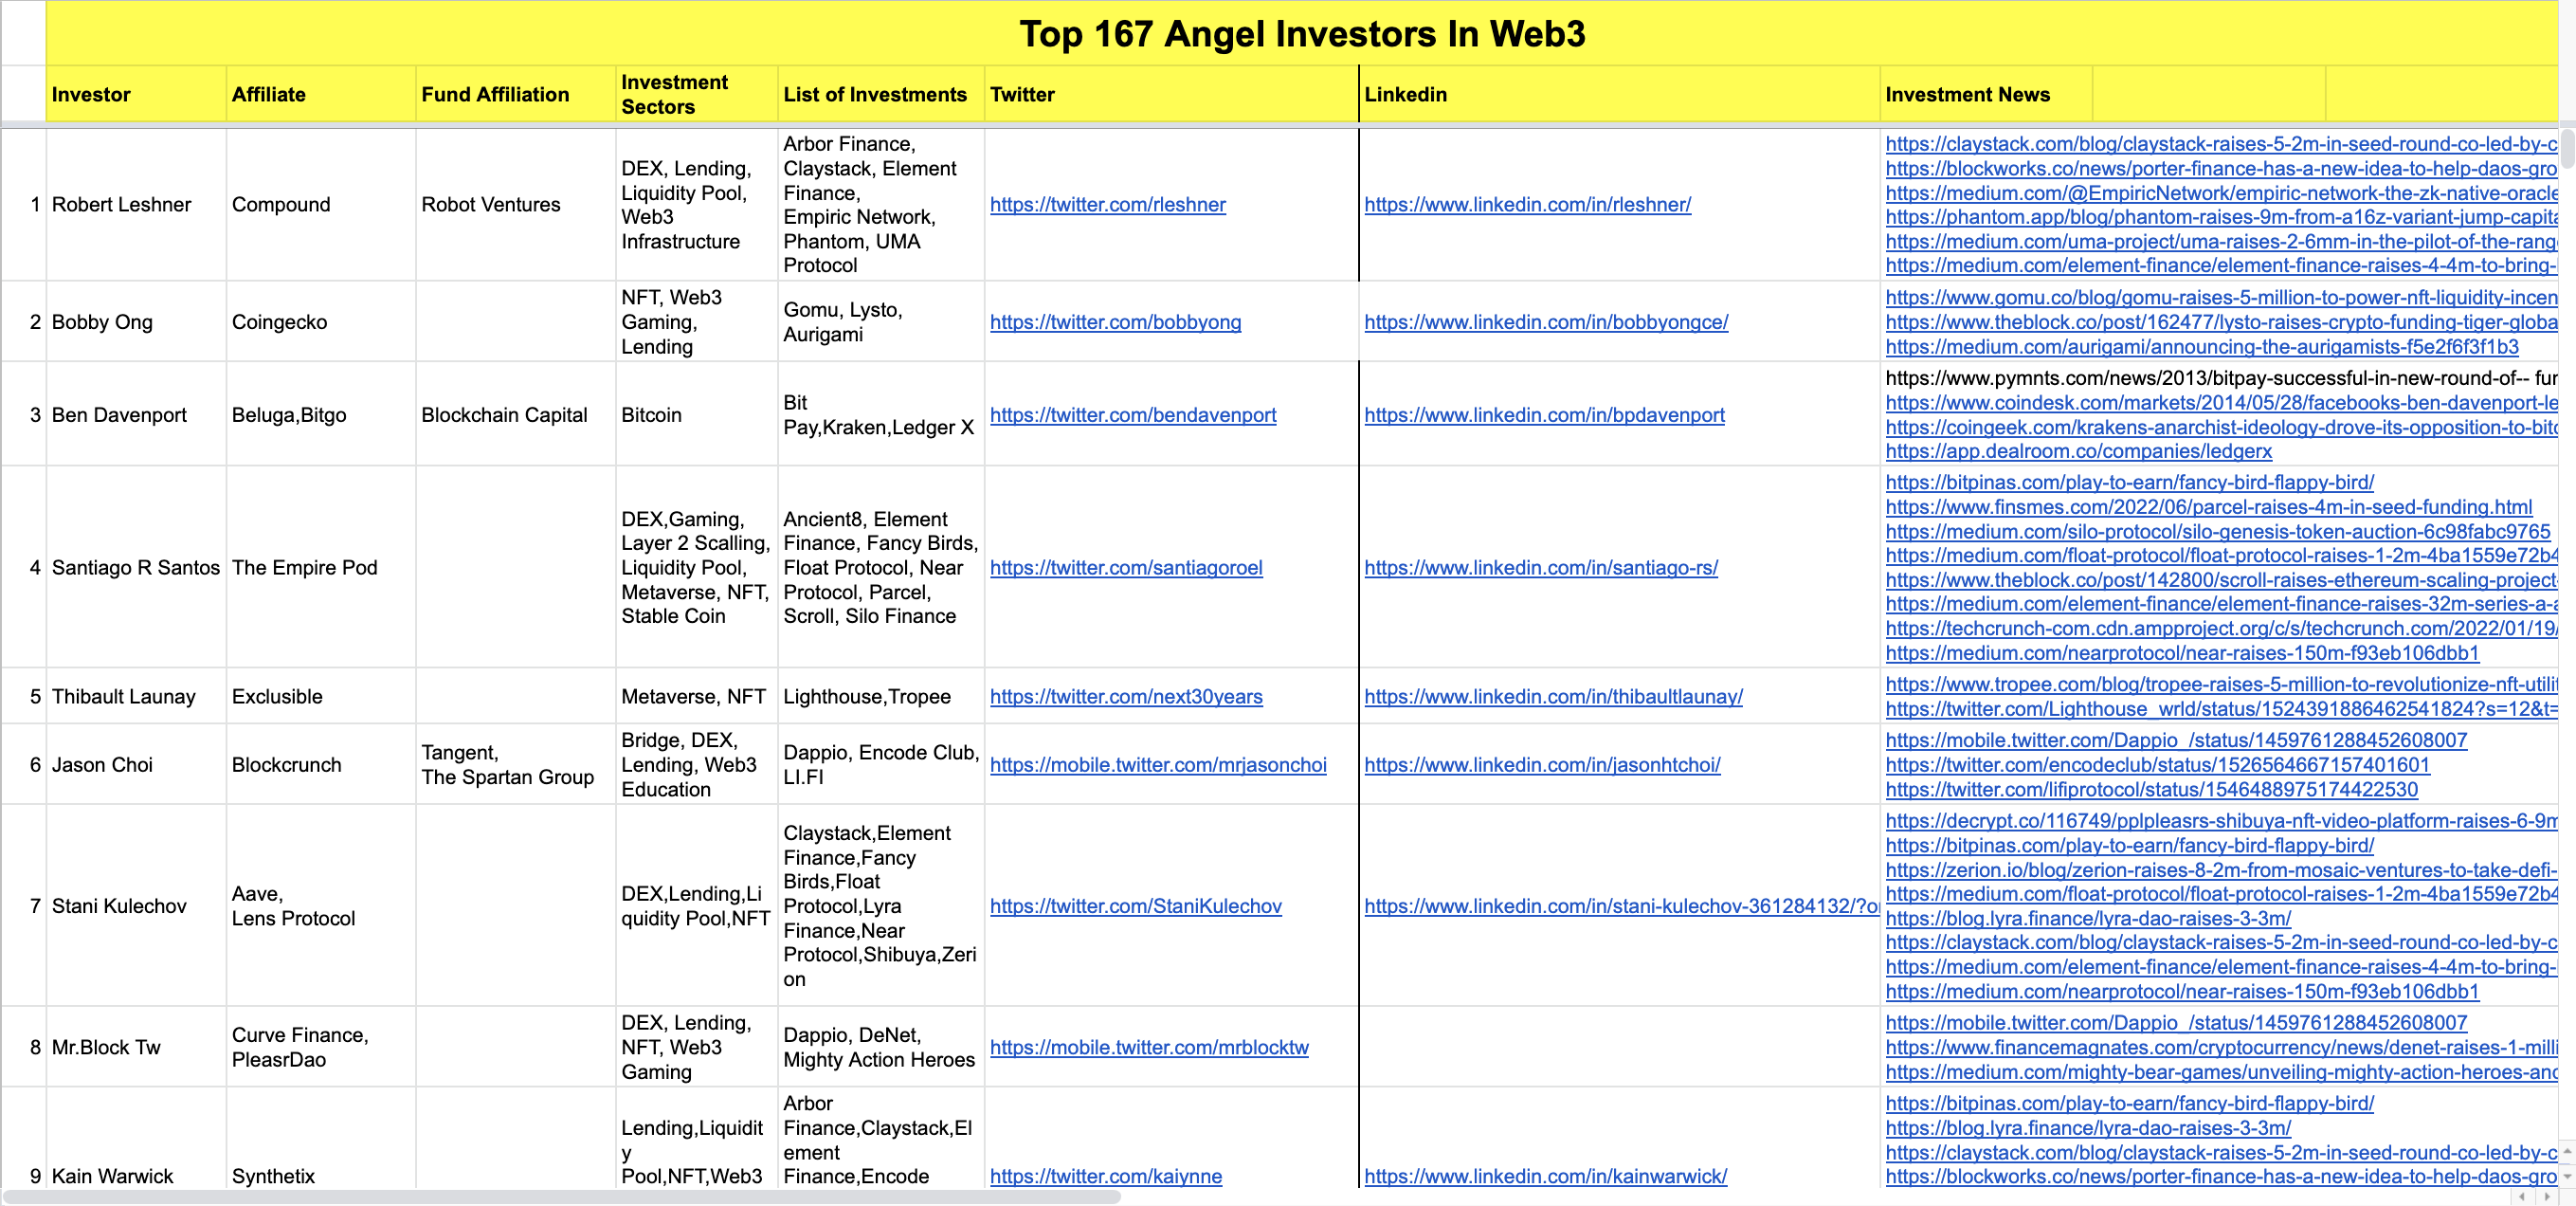 Top 167 Angel Investors In Web3
Investor
Affiliate
Fund Affiliation
Investment
Sectors
List of Investments
Twitter
Linkedin
Investment News
1
Robert Leshner
Compound
Robot Ventures
DEX, Lending,
Liquidity Pool,
Web3
Infrastructure
Arbor Finance,
Claystack, Element
Finance,
Empiric Network,
Phantom, UMA
Protocol
https://twitter.com/rleshner
https://www.linkedin.com/in/rleshner/
https://claystack.com/blog/claystack-raises-5-2m-in-seed-round-co-led-by-c
https://blockworks.co/news/porter-finance-has-a-new-idea-to-help-daos-gro
https://medium.com/@EmpiricNetwork/empiric-network-the-zk-native-oracle
https://phantom.app/blog/phantom-raises-9m-from-a16z-variant-jump-capita
https://medium.com/uma-project/uma-raises-2-6mm-in-the-pilot-of-the-rang
https://medium.com/element-finance/element-finance-raises-4-4m-to-bring-
2
Bobby Ong
Coingecko
NFT, Web3
Gaming,
Lending
Gomu, Lysto,
Aurigami
https://twitter.com/bobbyong
https://www.linkedin.com/in/bobbyongce/
https://www.gomu.co/blog/gomu-raises-5-million-to-power-nft-liquidity-incen
https://www.theblock.co/post/162477/lysto-raises-crypto-funding-tiger-globa
https://medium.com/aurigami/announcing-the-aurigamists-f5e2f6f3f1b3
3
Ben Davenport
Beluga,Bitgo
Blockchain Capital
Bitcoin
Bit
Pay,Kraken,Ledger X
https://twitter.com/bendavenport
https://www.linkedin.com/in/bpdavenport
https://www.pymnts.com/news/2013/bitpay-successful-in-new-round-of-- fur
https://www.coindesk.com/markets/2014/05/28/facebooks-ben-davenport-le
https://coingeek.com/krakens-anarchist-ideology-drove-its-opposition-to-bitc
https://app.dealroom.co/companies/ledgerx
4
Santiago R Santos
The Empire Pod
DEX,Gaming,
Layer 2 Scalling,
Liquidity Pool,
Metaverse, NFT,
Stable Coin
Ancient8, Element
Finance, Fancy Birds,
Float Protocol, Near
Protocol, Parcel,
Scroll, Silo Finance
https://twitter.com/santiagoroel
https://www.linkedin.com/in/santiago-rs/
https://bitpinas.com/play-to-earn/fancy-bird-flappy-bird/
https://www.finsmes.com/2022/06/parcel-raises-4m-in-seed-funding.html
https://medium.com/silo-protocol/silo-genesis-token-auction-6c98fabc9765
https://medium.com/float-protocol/float-protocol-raises-1-2m-4ba1559e72b4
https://www.theblock.co/post/142800/scroll-raises-ethereum-scaling-project-
https://medium.com/element-finance/element-finance-raises-32m-series-a-a
https://techcrunch-com.cdn.ampproject.org/c/s/techcrunch.com/2022/01/19/
https://medium.com/nearprotocol/near-raises-150m-f93eb106dbb1
5
Thibault Launay
Exclusible
Metaverse, NFT
Lighthouse,Tropee
https://twitter.com/next30years
https://www.linkedin.com/in/thibaultlaunay/
https://www.tropee.com/blog/tropee-raises-5-million-to-revolutionize-nft-utilit
https://twitter.com/Lighthouse_wrld/status/1524391886462541824?s=12&t=
6
Jason Choi
Blockcrunch
Tangent,
The Spartan Group
Bridge, DEX,
Lending, Web3
Education
Dappio, Encode Club,
LI.FI
https://mobile.twitter.com/mrjasonchoi
https://www.linkedin.com/in/jasonhtchoi/
https://mobile.twitter.com/Dappio_/status/1459761288452608007
https://twitter.com/encodeclub/status/1526564667157401601
https://twitter.com/lifiprotocol/status/1546488975174422530
7
Stani Kulechov
Aave,
Lens Protocol
DEX,Lending,Li
quidity Pool,NFT
Claystack,Element
Finance,Fancy
Birds,Float
Protocol,Lyra
Finance,Near
Protocol,Shibuya,Zeri
on
https://twitter.com/StaniKulechov
https://www.linkedin.com/in/stani-kulechov-361284132/?o
https://decrypt.co/116749/pplpleasrs-shibuya-nft-video-platform-raises-6-9m
https://bitpinas.com/play-to-earn/fancy-bird-flappy-bird/
https://zerion.io/blog/zerion-raises-8-2m-from-mosaic-ventures-to-take-defi-
https://medium.com/float-protocol/float-protocol-raises-1-2m-4ba1559e72b4
https://blog.lyra.finance/lyra-dao-raises-3-3m/
https://claystack.com/blog/claystack-raises-5-2m-in-seed-round-co-led-by-c
https://medium.com/element-finance/element-finance-raises-4-4m-to-bring-
https://medium.com/nearprotocol/near-raises-150m-f93eb106dbb1
8
Mr.Block Tw
Curve Finance,
PleasrDao
DEX, Lending,
NFT, Web3
Gaming
Dappio, DeNet,
Mighty Action Heroes
https://mobile.twitter.com/mrblocktw
https://mobile.twitter.com/Dappio_/status/1459761288452608007
https://www.financemagnates.com/cryptocurrency/news/denet-raises-1-milli
https://medium.com/mighty-bear-games/unveiling-mighty-action-heroes-anc
9
Kain Warwick
Synthetix
Lending,Liquidit
y
Pool,NFT,Web3
Arbor
Finance,Claystack,El
ement
Finance,Encode
https://twitter.com/kaiynne
https://www.linkedin.com/in/kainwarwick/
https://bitpinas.com/play-to-earn/fancy-bird-flappy-bird/
https://blog.lyra.finance/lyra-dao-raises-3-3m/
https://claystack.com/blog/claystack-raises-5-2m-in-seed-round-co-led-by-c
https://blockworks.co/news/porter-finance-has-a-new-idea-to-help-daos-gro